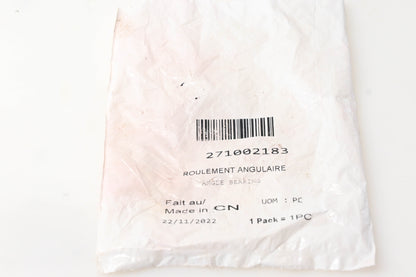 271002183
ROULEMENT ANGULAIRE
ANGLE BEARING
Fait au/
Made in CN
UOM : PC
22/11/2022
1 Pack = 1PC